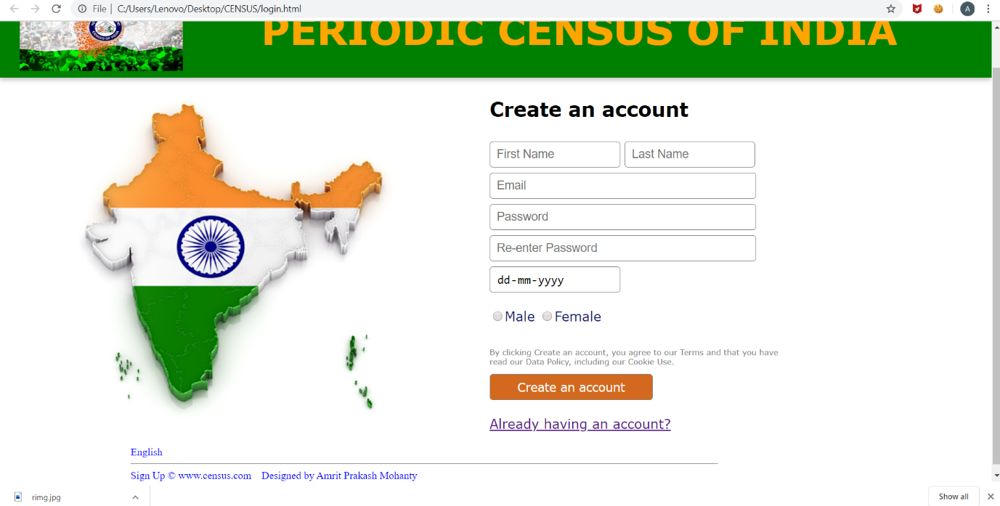 File | C:/Users/Lenovo/Desktop/CENSUS/login.html
A
CENSUS OF INDIA
PERIODIC CENSUS OF INDIA
Create an account
First Name
Last Name
Email
Password
Re-enter Password
dd-mm-yyyy
Male Female
By clicking Create an account, you agree to our Terms and that you have
read our Data Policy, including our Cookie Use.
Create an account
Already having an account?
English
Sign Up © www.census.com Designed by Amrit Prakash Mohanty
rimg.jpg
Show all